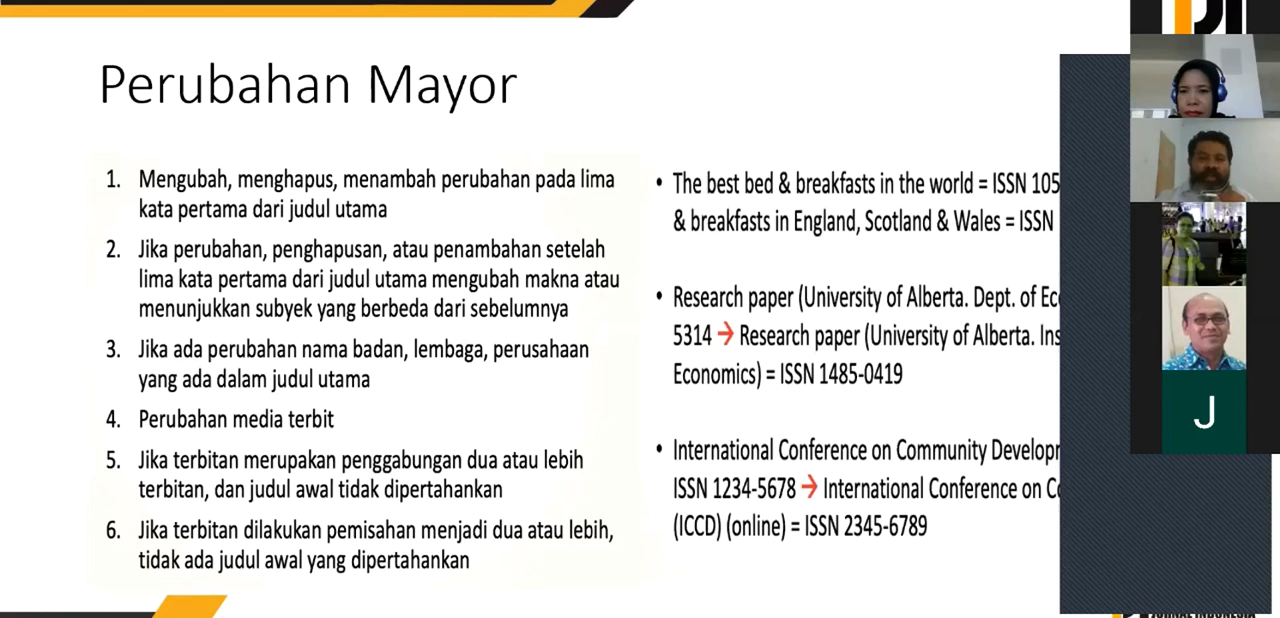 Perubahan Mayor
1. Mengubah, menghapus, menambah perubahan pada lima
kata pertama dari judul utama
2. Jika perubahan, penghapusan, atau penambahan setelah
lima kata pertama dari judul utama mengubah makna atau
menunjukkan subyek yang berbeda dari sebelumnya
3. Jika ada perubahan nama badan, lembaga, perusahaan
yang ada dalam judul utama
4. Perubahan media terbit
5. Jika terbitan merupakan penggabungan dua atau lebih
terbitan, dan judul awal tidak dipertahankan
6. Jika terbitan dilakukan pemisahan menjadi dua atau lebih,
tidak ada judul awal yang dipertahankan
• The best bed & breakfasts in the world = ISSN 105
& breakfasts in England, Scotland & Wales = ISSN
• Research paper (University of Alberta. Dept. of Ec
5314 → Research paper (University of Alberta. Ins
Economics) = ISSN 1485-0419
• International Conference on Community Develop
ISSN 1234-5678 → International Conference on Co
(ICCD) (online) = ISSN 2345-6789
J